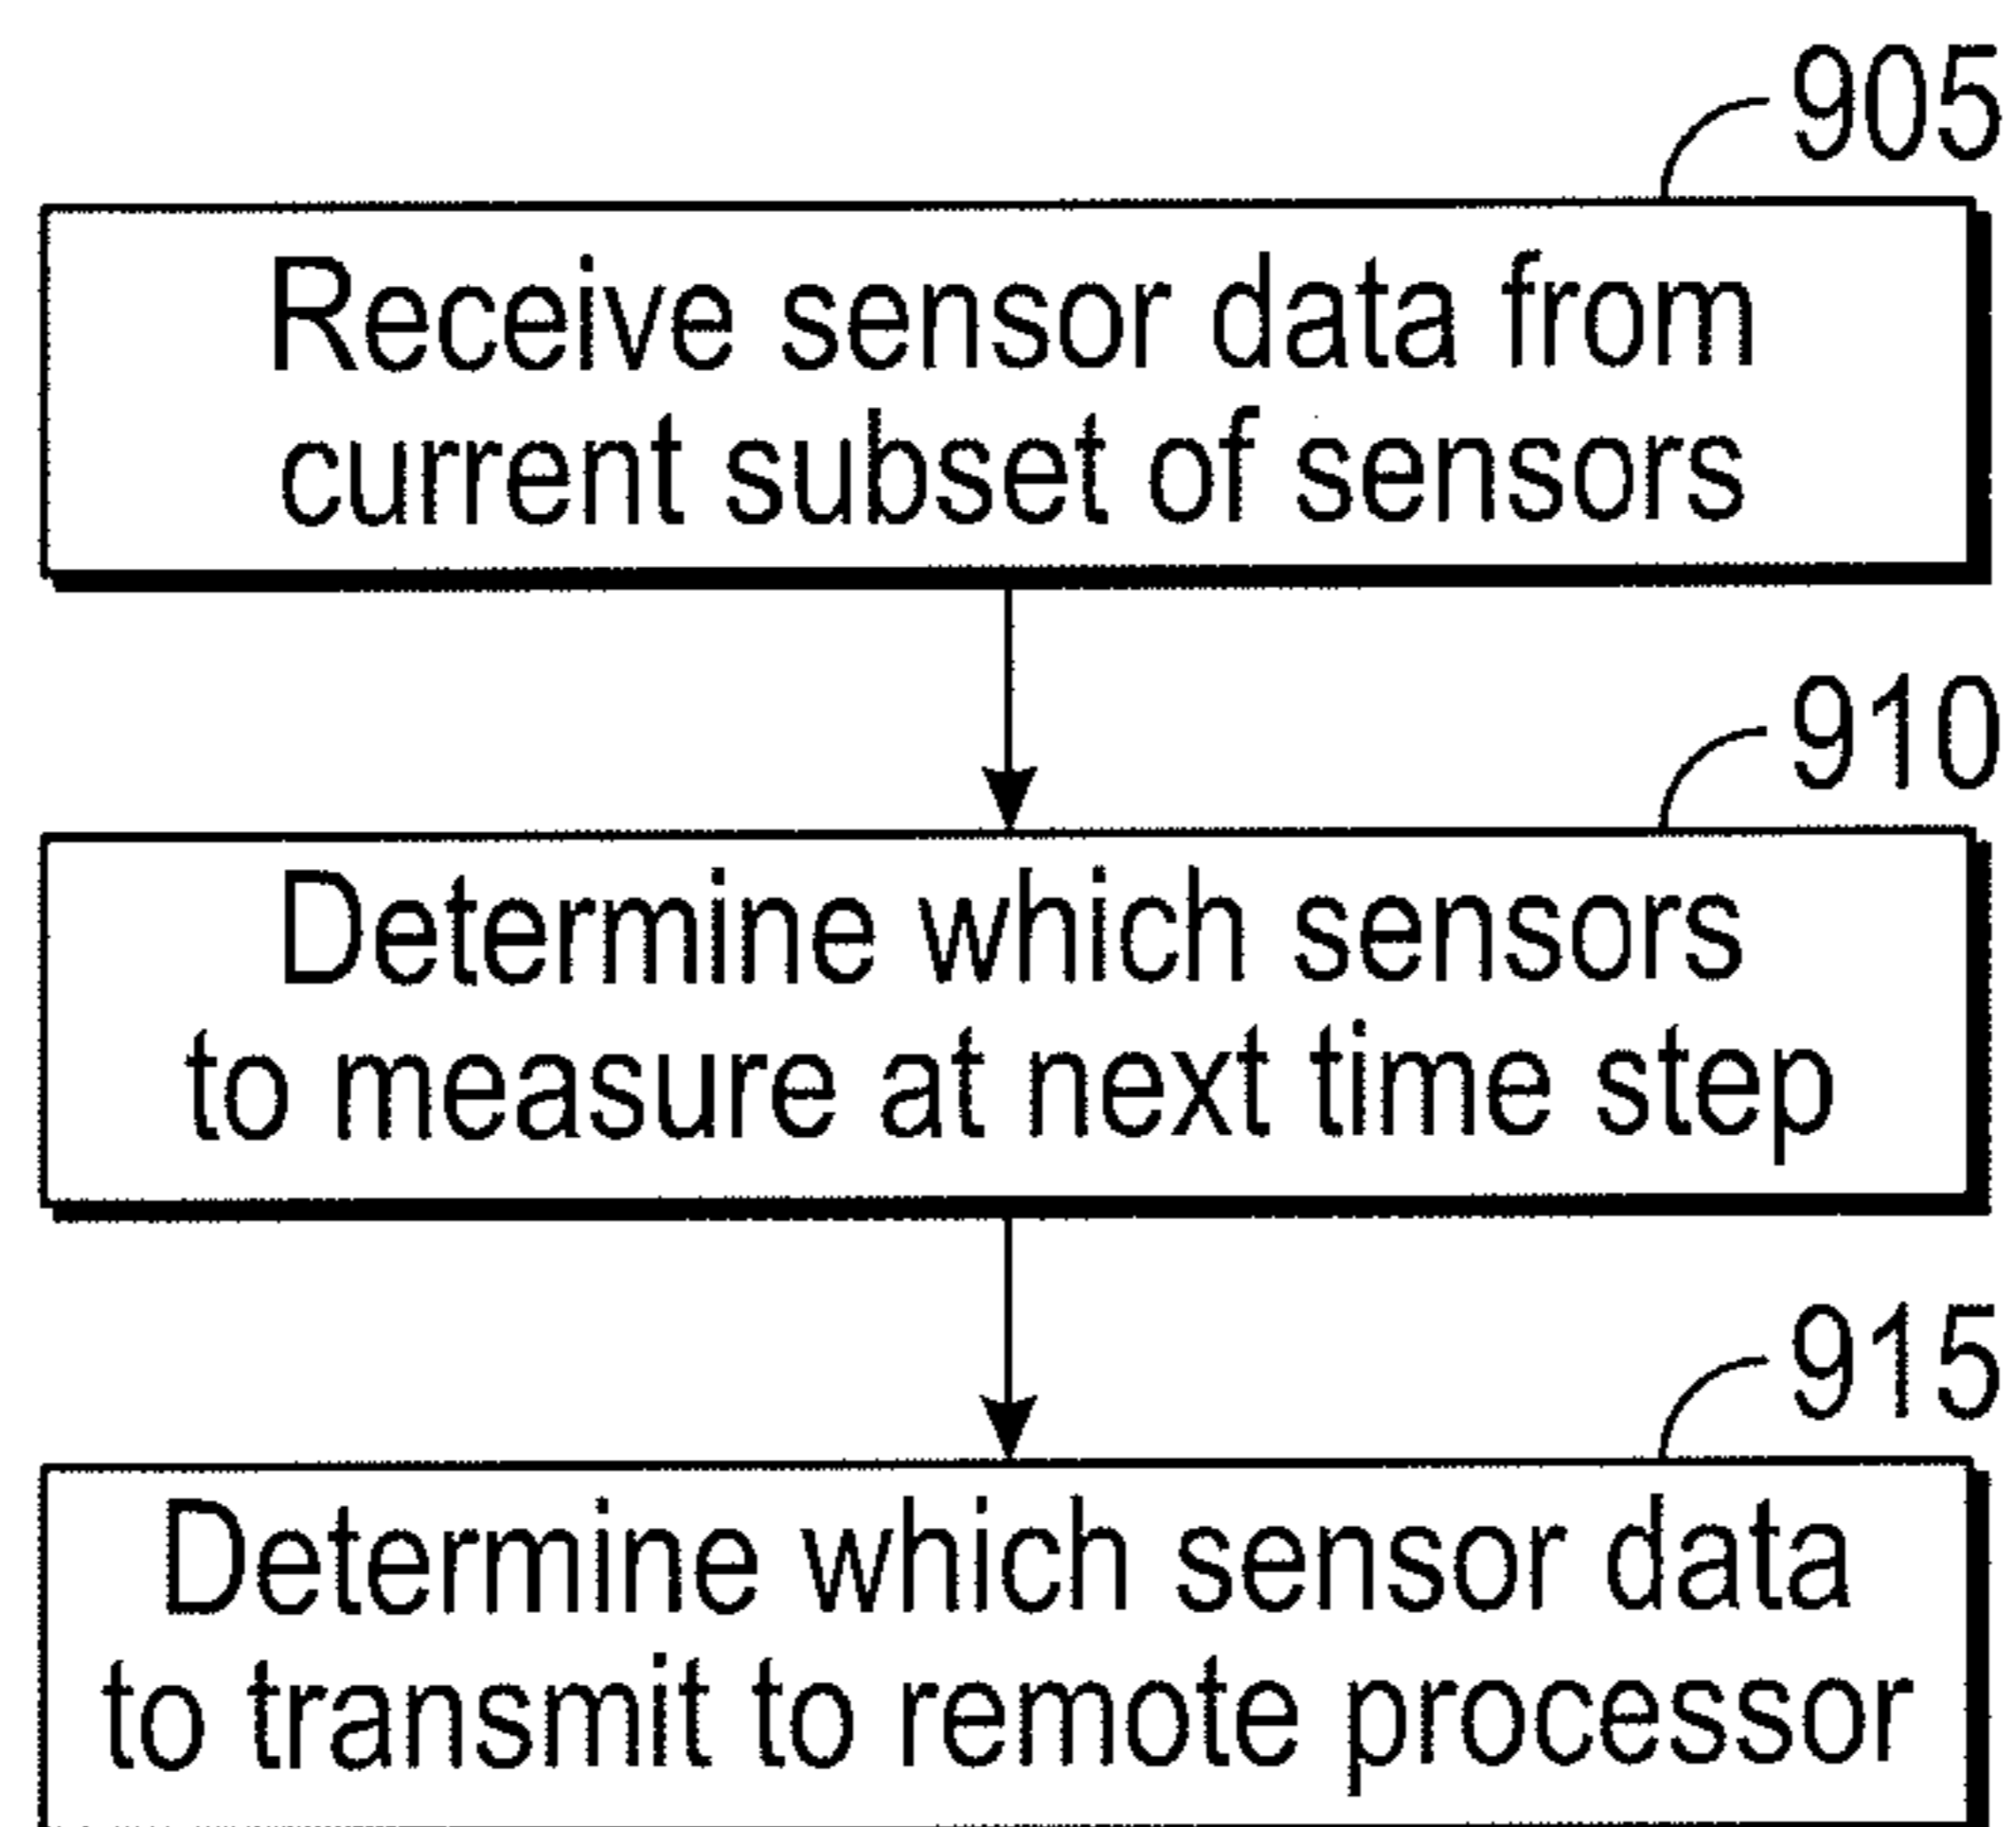 905
Receive sensor data from
current subset of sensors
910
Determine which sensors
to measure at next time step
915
Determine which sensor data
to transmit to remote processor